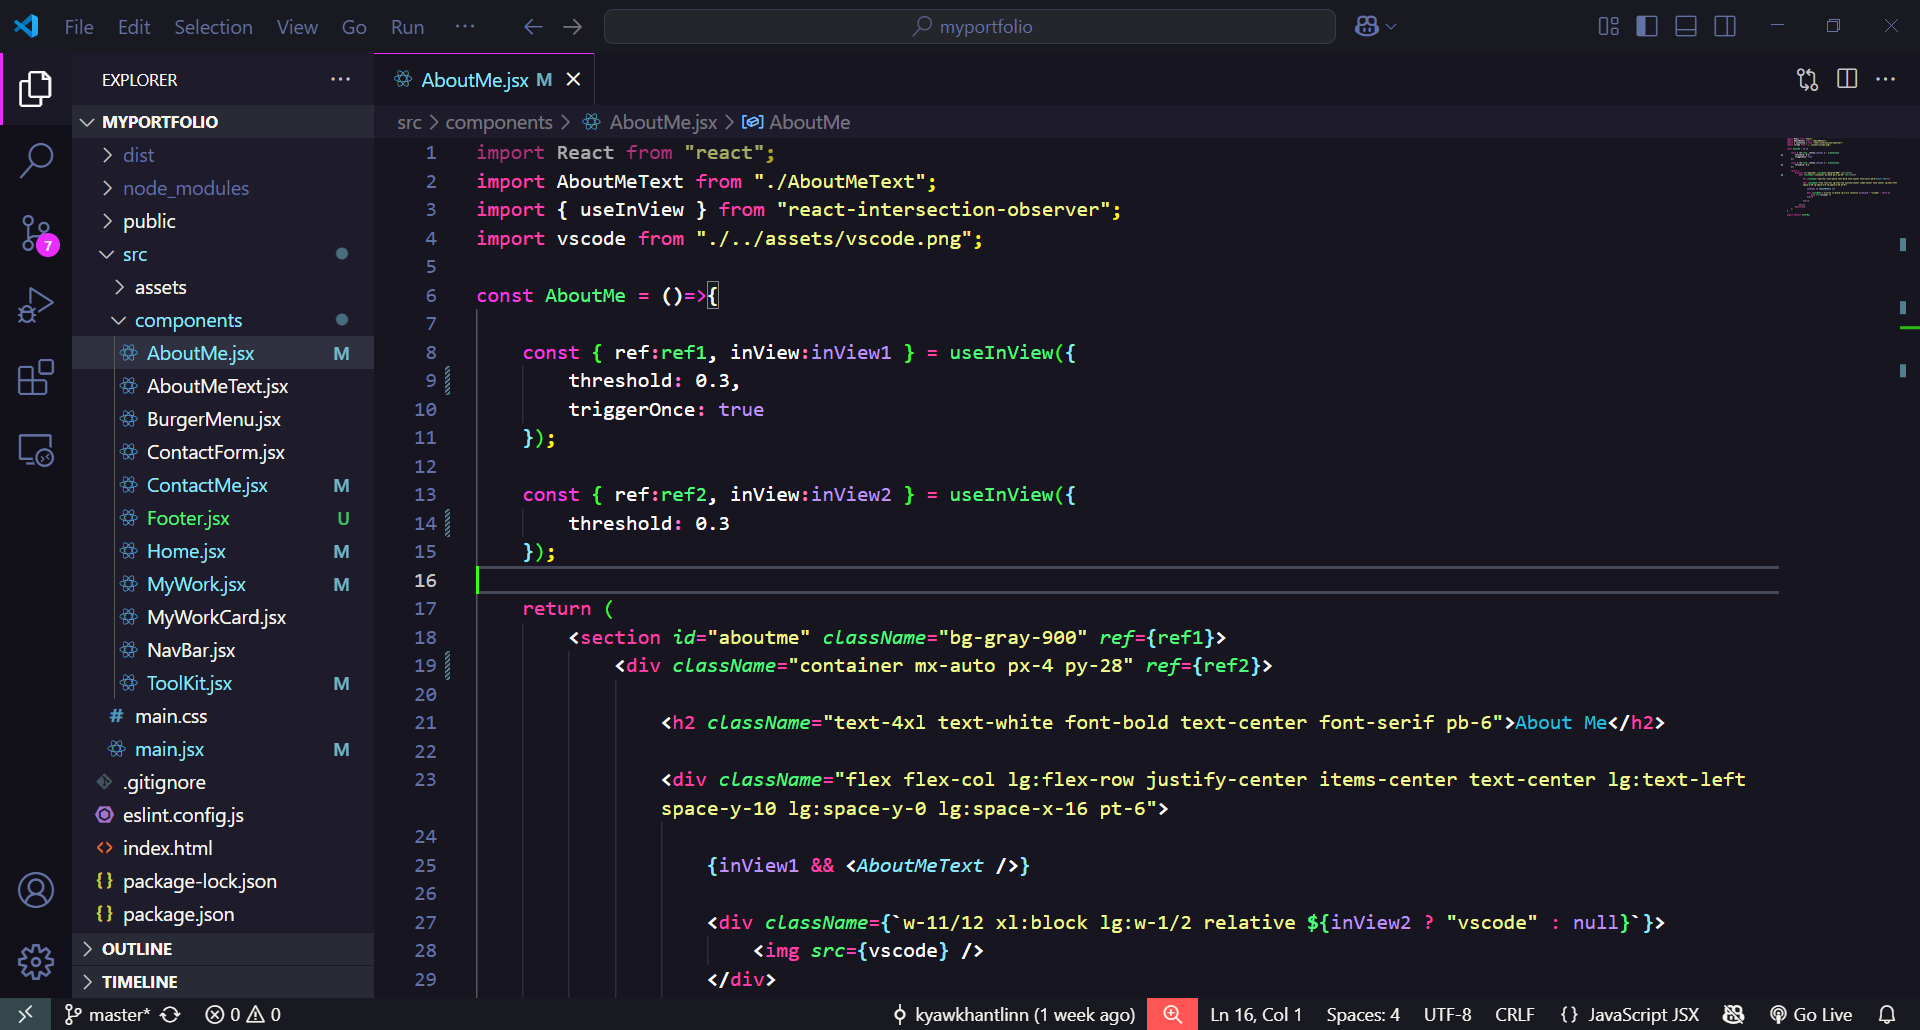 File Edit Selection View Go Run ··· myportfolio
EXPLORER ···
MYPORTFOLIO
dist
node_modules
public
src
assets
components
AboutMe.jsx M
AboutMeText.jsx
BurgerMenu.jsx
ContactForm.jsx
ContactMe.jsx M
Footer.jsx U
Home.jsx M
MyWork.jsx M
MyWorkCard.jsx
NavBar.jsx
ToolKit.jsx M
# main.css
main.jsx M
.gitignore
eslint.config.js
<> index.html
{} package-lock.json
{} package.json
OUTLINE
TIMELINE
7
AboutMe.jsx M
src > components > AboutMe.jsx > AboutMe
1 import React from "react";
2 import AboutMeText from "./AboutMeText";
3 import { useInView } from "react-intersection-observer";
4 import vscode from "./../assets/vscode.png";
5
6 const AboutMe = ()=>{
7
8 const { ref:ref1, inView:inView1 } = useInView({
9 threshold: 0.3,
10 triggerOnce: true
11 });
12
13 const { ref:ref2, inView:inView2 } = useInView({
14 threshold: 0.3
15 });
16
17 return (
18 <section id="aboutme" className="bg-gray-900" ref={ref1}>
19 <div className="container mx-auto px-4 py-28" ref={ref2}>
20
21 <h2 className="text-4xl text-white font-bold text-center font-serif pb-6">About Me</h2>
22
23 <div className="flex flex-col lg:flex-row justify-center items-center text-center lg:text-left
space-y-10 lg:space-y-0 lg:space-x-16 pt-6">
24
25 {inView1 && <AboutMeText />}
26
27 <div className={`w-11/12 xl:block lg:w-1/2 relative ${inView2 ? "vscode" : null}`}>
28 <img src={vscode} />
29 </div>
master* 0 0 kyawkhantlinn (1 week ago) Ln 16, Col 1 Spaces: 4 UTF-8 CRLF {} JavaScript JSX Go Live